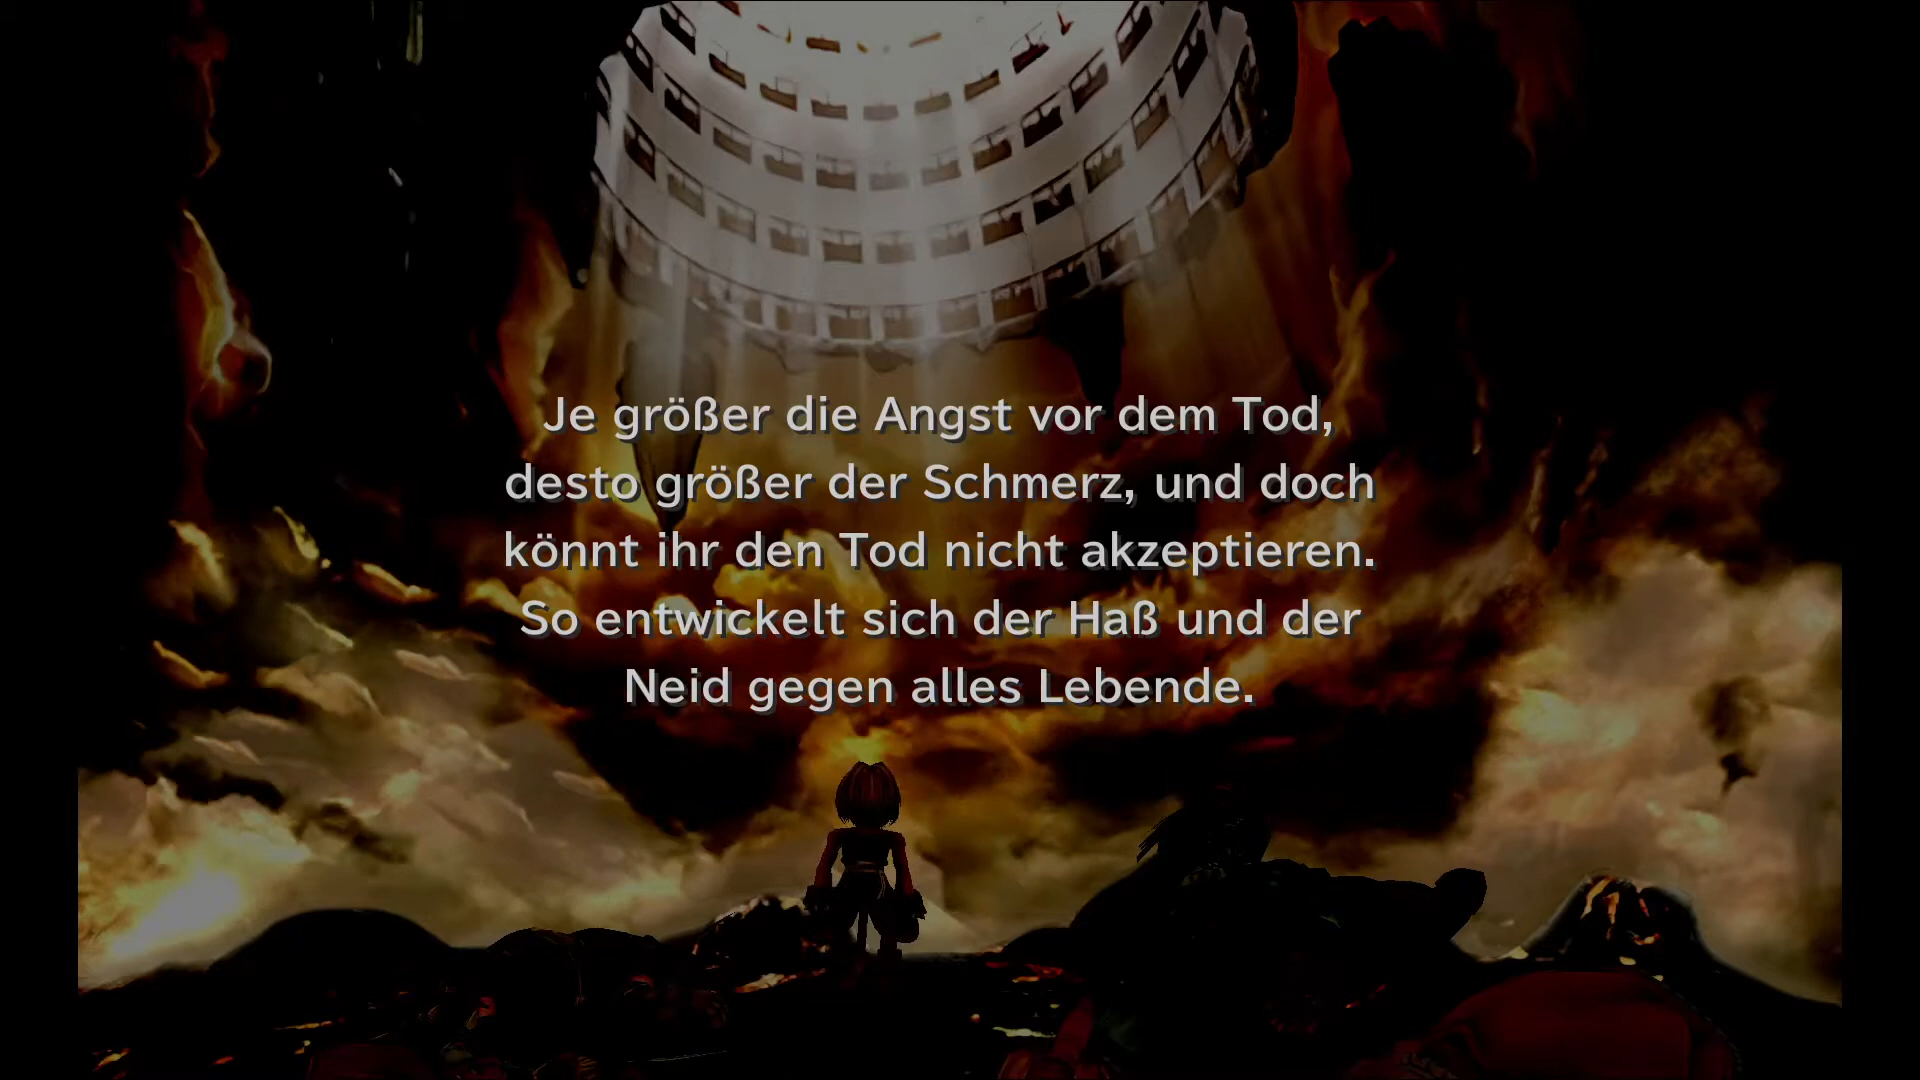 Je größer die Angst vor dem Tod,
desto größer der Schmerz, und doch
könnt ihr den Tod nicht akzeptieren.
So entwickelt sich der Haß und der
Neid gegen alles Lebende.